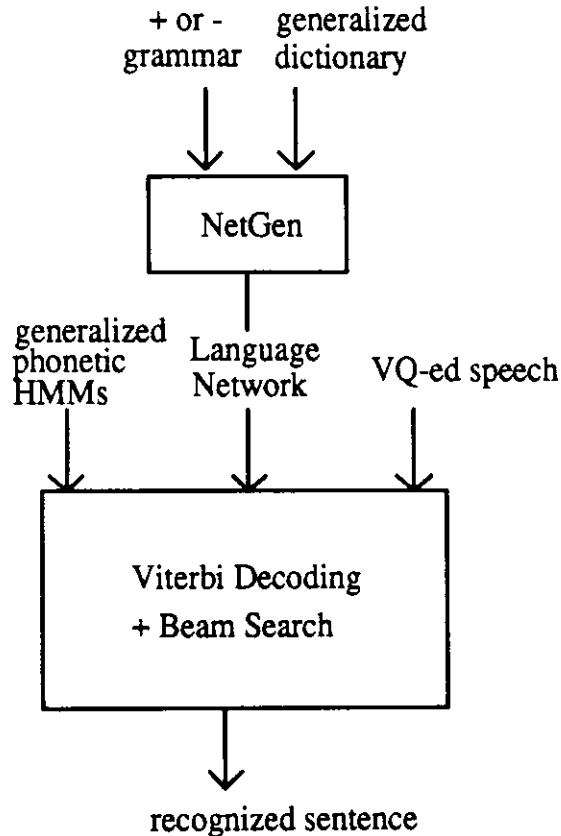 + or -
grammar
generalized
dictionary
NetGen
generalized
phonetic
HMMs
Language
Network
VQ-ed speech
Viterbi Decoding
+ Beam Search
recognized sentence